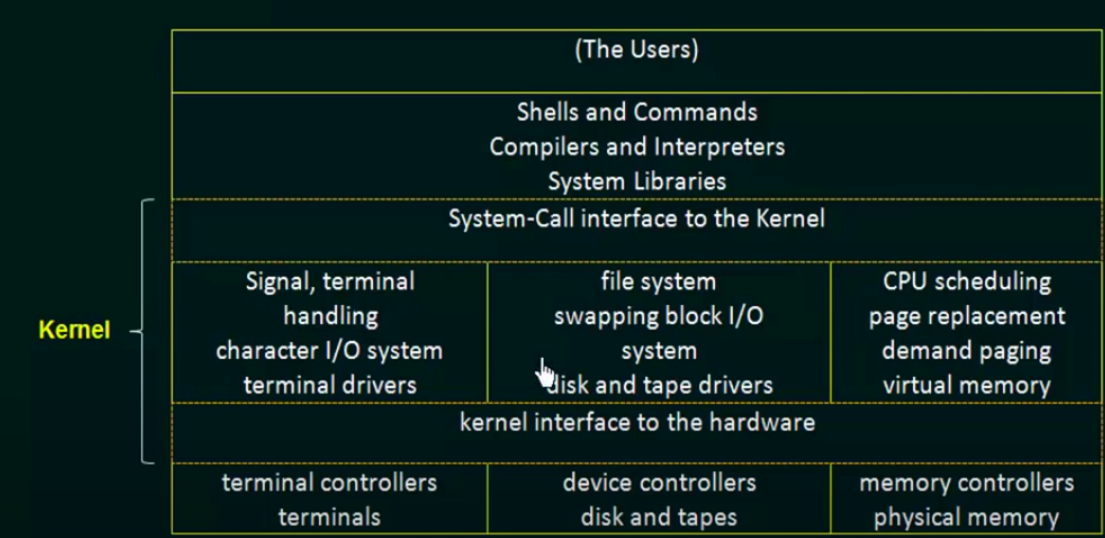 (The Users)
Shells and Commands
Compilers and Interpreters
System Libraries
System-Call interface to the Kernel
Kernel
Signal, terminal
handling
character I/O system
terminal drivers
file system
swapping block I/O
system
disk and tape drivers
CPU scheduling
page replacement
demand paging
virtual memory
kernel interface to the hardware
terminal controllers
terminals
device controllers
disk and tapes
memory controllers
physical memory